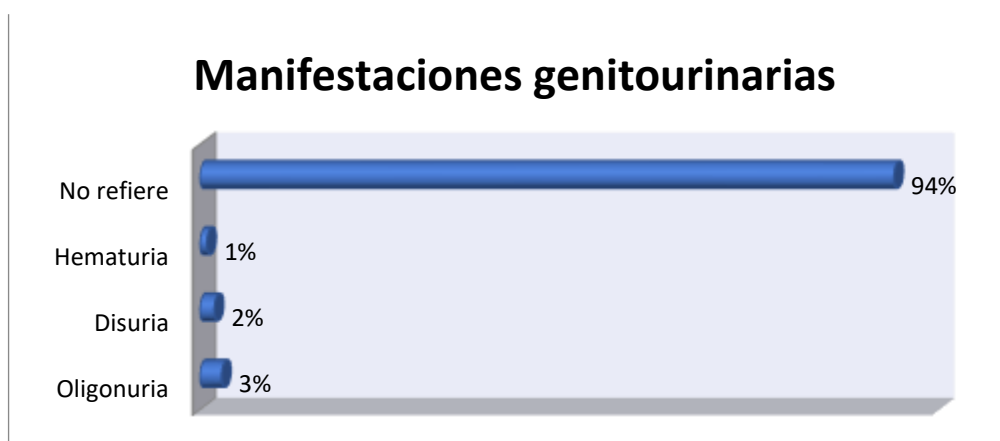 Manifestaciones genitourinarias
No refiere 94%
Hematuria 1%
Disuria 2%
Oligonuria 3%